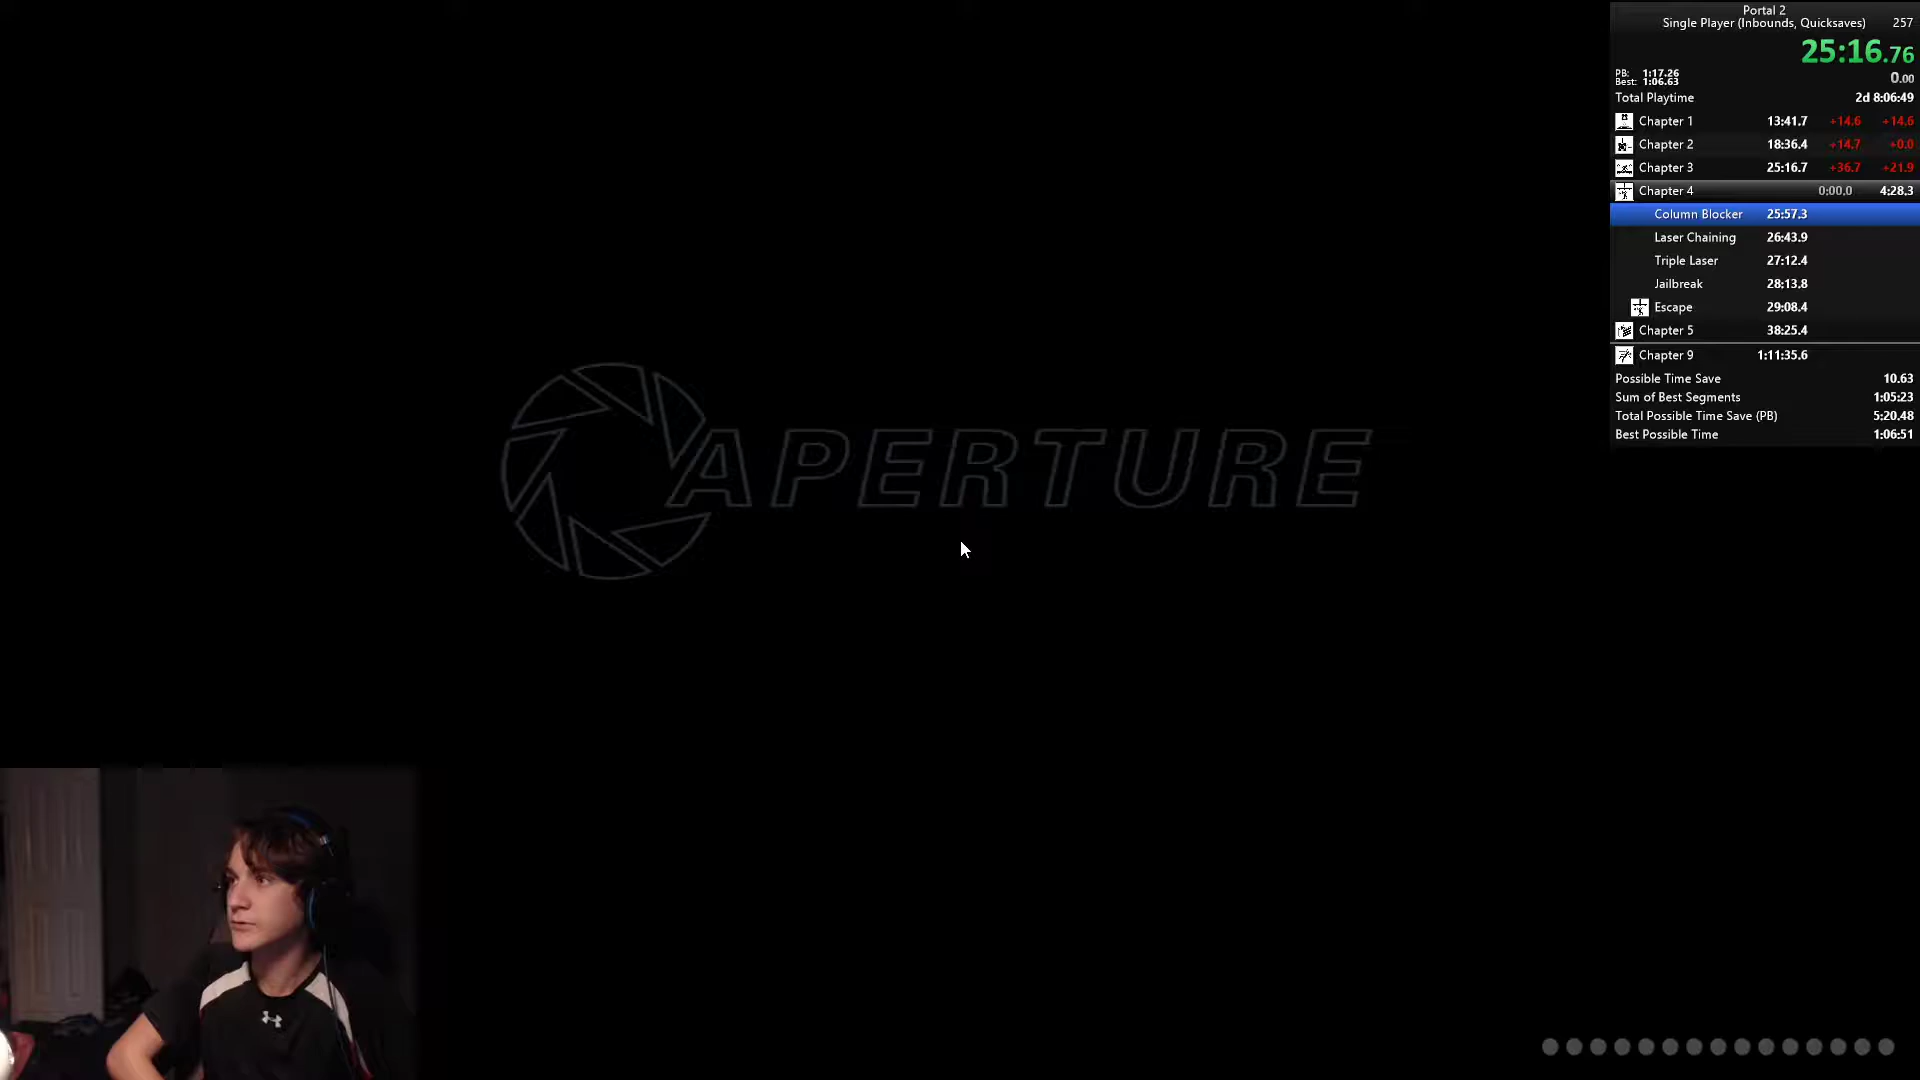 Portal 2
Single Player (Inbounds, Quicksaves) 257
25:16.76
PB: 1:17.26 0.00
Best: 1:06.63
Total Playtime 2d 8:06:49
Chapter 1 13:41.7 +14.6 +14.6
Chapter 2 18:36.4 +14.7 +0.0
Chapter 3 25:16.7 +36.7 +21.9
Chapter 4 0:00.0 4:28.3
Column Blocker 25:57.3
Laser Chaining 26:43.9
Triple Laser 27:12.4
Jailbreak 28:13.8
Escape 29:08.4
Chapter 5 38:25.4
Chapter 9 1:11:35.6
Possible Time Save 10.63
Sum of Best Segments 1:05:23
Total Possible Time Save (PB) 5:20.48
Best Possible Time 1:06:51
APERTURE